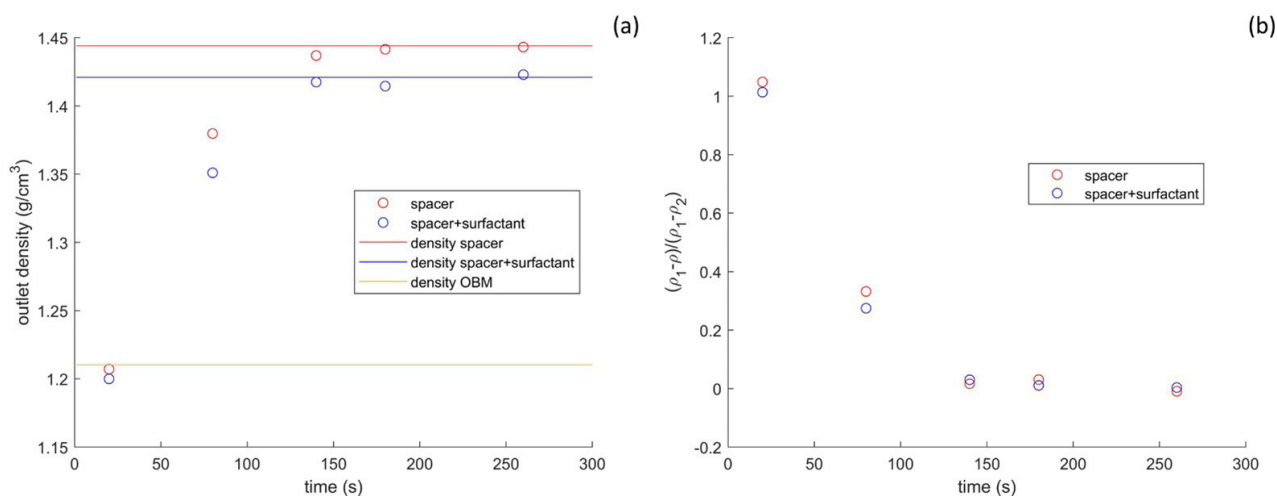 (a)
1.45
1.4
1.35
1.3
1.25
1.2
1.15
outlet density (g/cm³)
0
50
100
150
200
250
300
time (s)
spacer
spacer+surfactant
density spacer
density spacer+surfactant
density OBM
(b)
1.2
1
0.8
0.6
0.4
0.2
0
-0.2
(ρ₁-ρ)/(ρ₁-ρ₂)
0
50
100
150
200
250
300
time (s)
spacer
spacer+surfactant